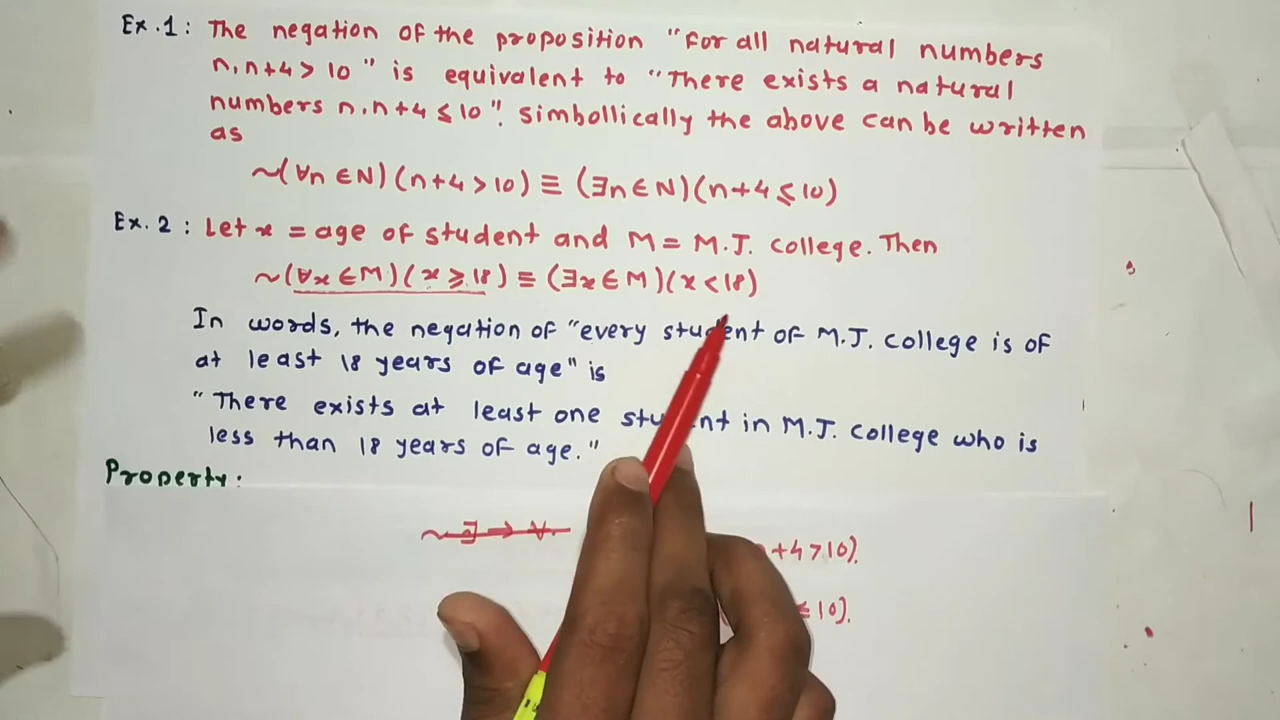 Ex.1: The negation of the proposition "For all natural numbers
n, n+4 > 10" is equivalent to "There exists a natural
numbers n, n+4 ≤ 10". simbollically the above can be written
as
~(∀n∈N)(n+4>10) ≡ (∃n∈N)(n+4≤10)
Ex.2: Let x = age of student and M = M.J. college. Then
~(∀x∈M)(x≥18) ≡ (∃x∈M)(x<18)
In words, the negation of "every student of M.J. college is of
at least 18 years of age" is
"There exists at least one student in M.J. college who is
less than 18 years of age."
Property:
~∃→∀
+4>10).
≤10).